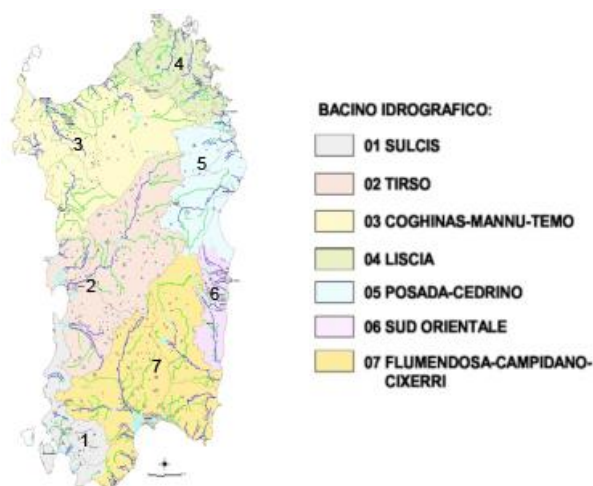 4
3
5
2
6
7
1
BACINO IDROGRAFICO:
01 SULCIS
02 TIRSO
03 COGHINAS-MANNU-TEMO
04 LISCIA
05 POSADA-CEDRINO
06 SUD ORIENTALE
07 FLUMENDOSA-CAMPIDANO-
CIXERRI